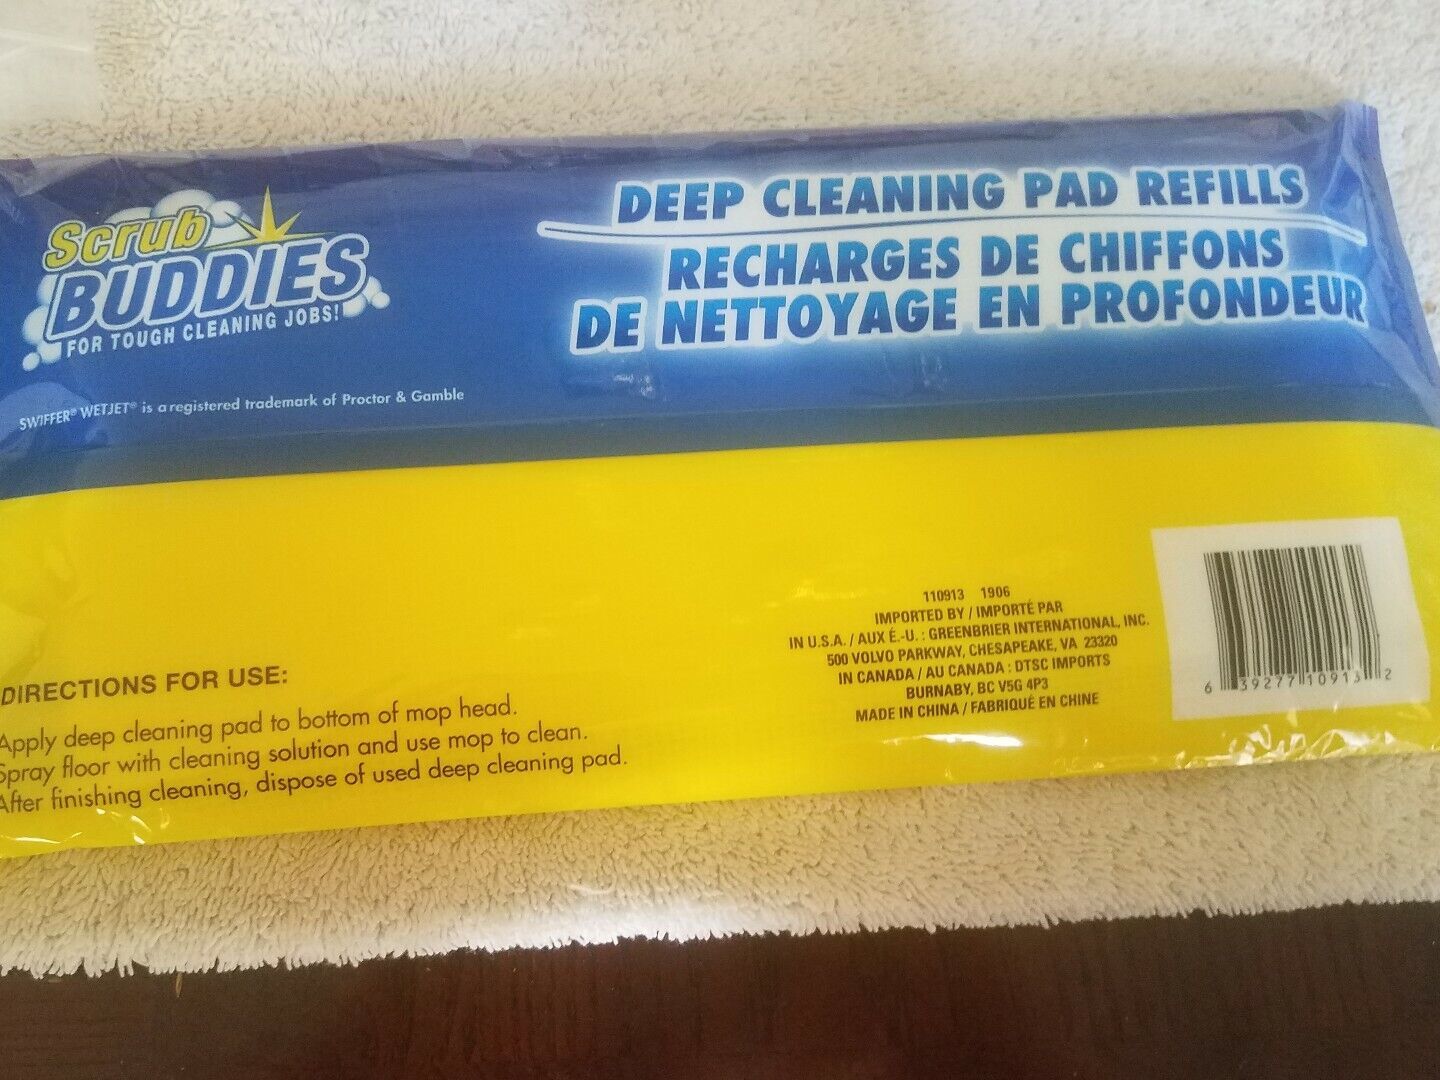 Scrub
BUDDIES
FOR TOUGH CLEANING JOBS!
SWIFFER® WETJET® is a registered trademark of Proctor & Gamble
DEEP CLEANING PAD REFILLS
RECHARGES DE CHIFFONS
DE NETTOYAGE EN PROFONDEUR
DIRECTIONS FOR USE:
Apply deep cleaning pad to bottom of mop head.
Spray floor with cleaning solution and use mop to clean.
After finishing cleaning, dispose of used deep cleaning pad.
110913 1906
IMPORTED BY / IMPORTÉ PAR
IN U.S.A. / AUX É.-U. : GREENBRIER INTERNATIONAL, INC.
500 VOLVO PARKWAY, CHESAPEAKE, VA 23320
IN CANADA / AU CANADA : DTSC IMPORTS
BURNABY, BC V5G 4P3
MADE IN CHINA / FABRIQUÉ EN CHINE
6 39277 10913 2